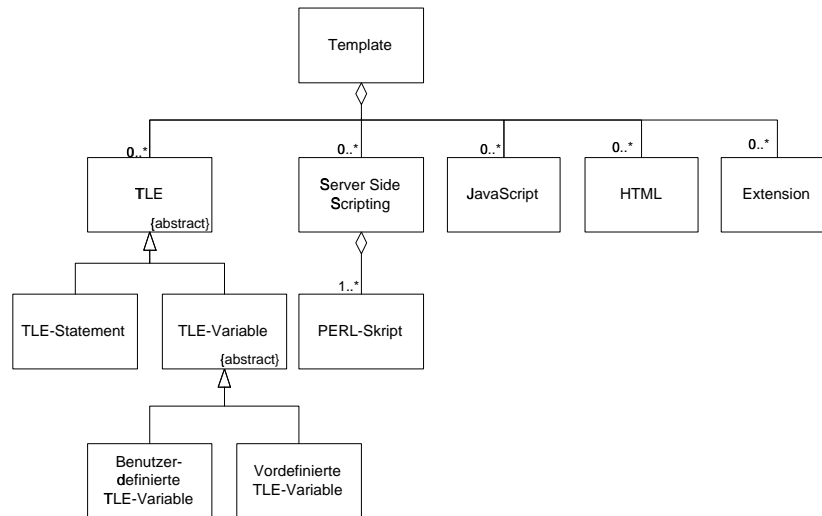 Template
0..*
0..*
0..*
0..*
0..*
TLE
{abstract}
Server Side
Scripting
JavaScript
HTML
Extension
1..*
TLE-Statement
TLE-Variable
{abstract}
PERL-Skript
Benutzer-
definierte
TLE-Variable
Vordefinierte
TLE-Variable